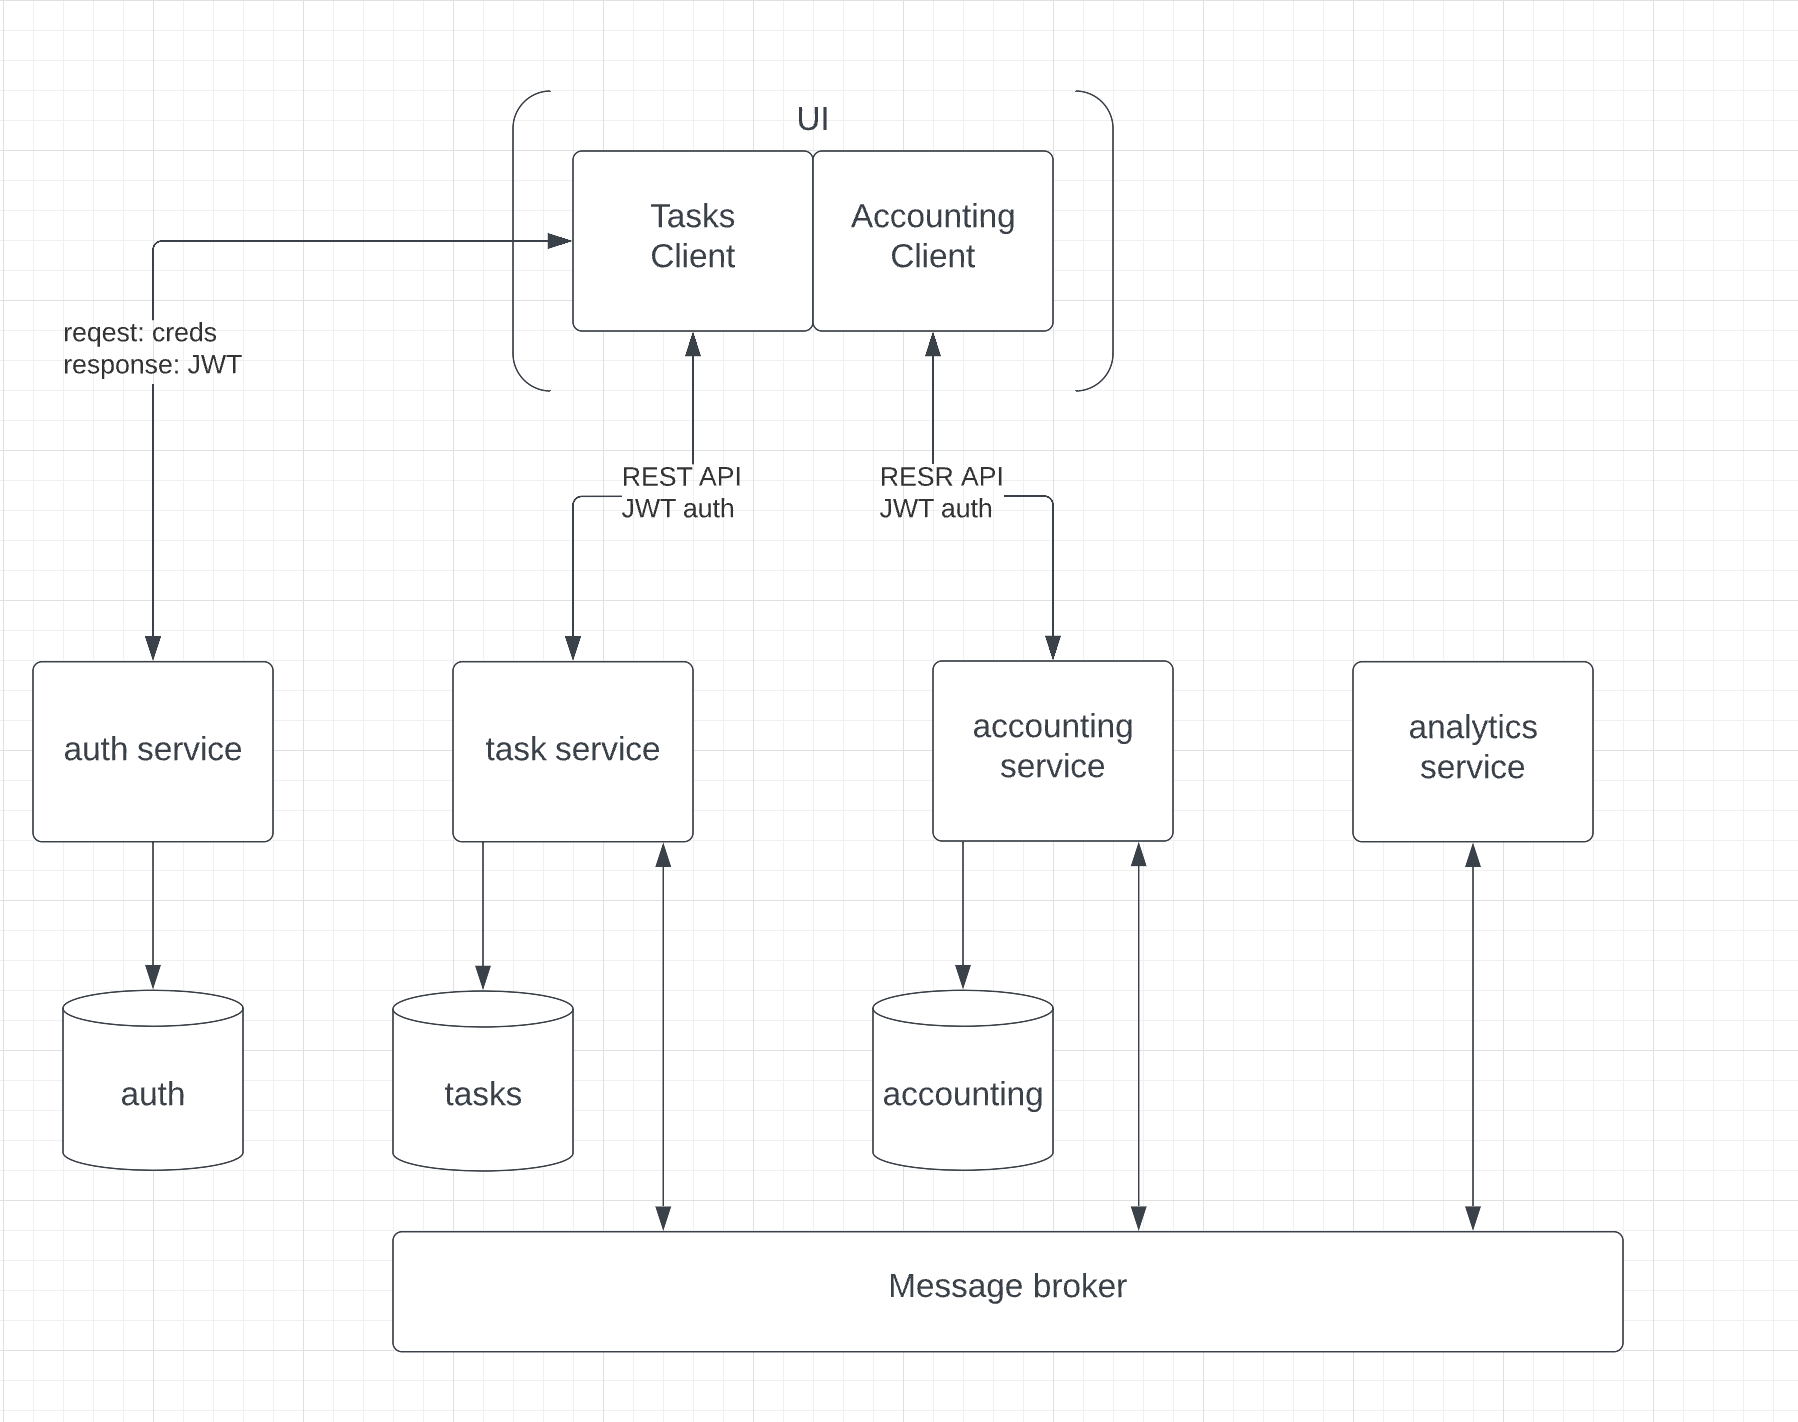 UI
Tasks
Client
Accounting
Client
reqest: creds
response: JWT
REST API
JWT auth
RESR API
JWT auth
auth service
task service
accounting
service
analytics
service
auth
tasks
accounting
Message broker